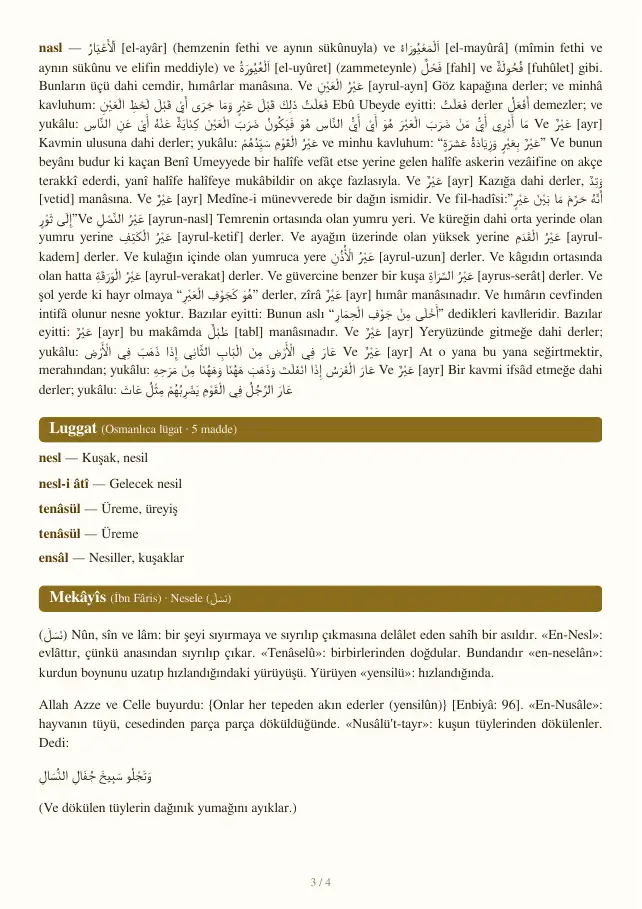 nasl — اَلْأَعْيَارُ [el-ayâr] (hemzenin fethi ve aynın sükûnuyla) ve اَلْمَعْيُورَاءُ [el-mayûrâ] (mîmin fethi ve
aynın sükûnu ve elifin meddiyle) ve اَلْعُيُورَةُ [el-uyûret] (zammeteynle) فَحْلٌ [fahl] ve فُحُولَةٌ [fuhûlet] gibi.
Bunların üçü dahi cemdir, hımârlar manâsına. Ve عَيْرُ الْعَيْنِ [ayrul-ayn] Göz kapağına derler; ve minhâ
kavluhum: فَعَلْتُ ذَلِكَ قَبْلَ عَيْرٍ وَمَا جَرَى أَيْ قَبْلَ لَحْظِ الْعَيْنِ Ebû Ubeyde eyitti: فَعَلْتُ derler أَفْعَلُ demezler; ve
yukâlu: مَا أَدْرِي أَيُّ مَنْ ضَرَبَ الْعَيْرَ هُوَ أَيْ أَيُّ النَّاسِ هُوَ فَيَكُونُ ضَرَبَ الْعَيْنَ كِنَايَةً عَنْهُ أَيْ عَنِ النَّاسِ Ve عَيْرٌ [ayr]
Kavmin ulusuna dahi derler; yukâlu: عَيْرُ الْقَوْمِ سَيِّدُهُمْ ve minhu kavluhum: “عَيْرٌ بِعَيْرٍ وَزِيَادَةُ عَشَرَةٍ” Ve bunun
beyânı budur ki kaçan Benî Umeyyede bir halîfe vefât etse yerine gelen halîfe askerin vezâifine on akçe
terakkî ederdi, yanî halîfe halîfeye mukâbildir on akçe fazlasıyla. Ve عَيْرٌ [ayr] Kazığa dahi derler, وَتِدٌ
[vetid] manâsına. Ve عَيْرٌ [ayr] Medîne-i münevverede bir dağın ismidir. Ve fil-hadîsi:”أَنَّهُ حَرَّمَ مَا بَيْنَ عَيْرٍ
إِلَى ثَوْرٍ”Ve عَيْرُ النَّصْلِ [ayrun-nasl] Temrenin ortasında olan yumru yeri. Ve küreğin dahi orta yerinde olan
yumru yerine عَيْرُ الْكَتِفِ [ayrul-ketif] derler. Ve ayağın üzerinde olan yüksek yerine عَيْرُ الْقَدَمِ [ayrul-
kadem] derler. Ve kulağın içinde olan yumruca yere عَيْرُ الْأُذُنِ [ayrul-uzun] derler. Ve kâgıdın ortasında
olan hatta عَيْرُ الْوَرَقَةِ [ayrul-verakat] derler. Ve güvercine benzer bir kuşa عَيْرُ السَّرَاةِ [ayrus-serât] derler. Ve
şol yerde ki hayr olmaya “هُوَ كَجَوْفِ الْعَيْرِ” derler, zîrâ عَيْرٌ [ayr] hımâr manâsınadır. Ve hımârın cevfinden
intifâ olunur nesne yoktur. Bazılar eyitti: Bunun aslı “أَخْلَى مِنْ جَوْفِ الْحِمَارِ” dedikleri kavlleridir. Bazılar
eyitti: عَيْرٌ [ayr] bu makâmda طَبْلٌ [tabl] manâsınadır. Ve عَيْرٌ [ayr] Yeryüzünde gitmeğe dahi derler;
yukâlu: عَارَ فِي الْأَرْضِ مِنَ الْبَابِ الثَّانِي إِذَا ذَهَبَ فِي الْأَرْضِ Ve عَيْرٌ [ayr] At o yana bu yana seğirtmektir,
merahından; yukâlu: عَارَ الْفَرَسُ إِذَا انْفَلَتَ وَذَهَبَ هَهُنَا وَهَهُنَا مِنْ مَرَحِهِ Ve عَيْرٌ [ayr] Bir kavmi ifsâd etmeğe dahi
derler; yukâlu: عَارَ الرَّجُلُ فِي الْقَوْمِ يَضْرِبُهُمْ مِثْلُ عَاثَ
Luggat (Osmanlıca lügat · 5 madde)
nesl — Kuşak, nesil
nesl-i âtî — Gelecek nesil
tenâsül — Üreme, üreyiş
tenâsül — Üreme
ensâl — Nesiller, kuşaklar
Mekâyîs (İbn Fâris) · Nesele (نَسَلَ)
(نَسَلَ) Nûn, sîn ve lâm: bir şeyi sıyırmaya ve sıyrılıp çıkmasına delâlet eden sahîh bir asıldır. «En-Nesl»:
evlâttır, çünkü anasından sıyrılıp çıkar. «Tenâselû»: birbirlerinden doğdular. Bundandır «en-neselân»:
kurdun boynunu uzatıp hızlandığındaki yürüyüşü. Yürüyen «yensilü»: hızlandığında.
Allah Azze ve Celle buyurdu: {Onlar her tepeden akın ederler (yensilûn)} [Enbiyâ: 96]. «En-Nusâle»:
hayvanın tüyü, cesedinden parça parça döküldüğünde. «Nusâlü't-tayr»: kuşun tüylerinden dökülenler.
Dedi:
وَتَجْلُو سَبِيخَ جُفَالِ النُّسَالِ
(Ve dökülen tüylerin dağınık yumağını ayıklar.)
3 / 4